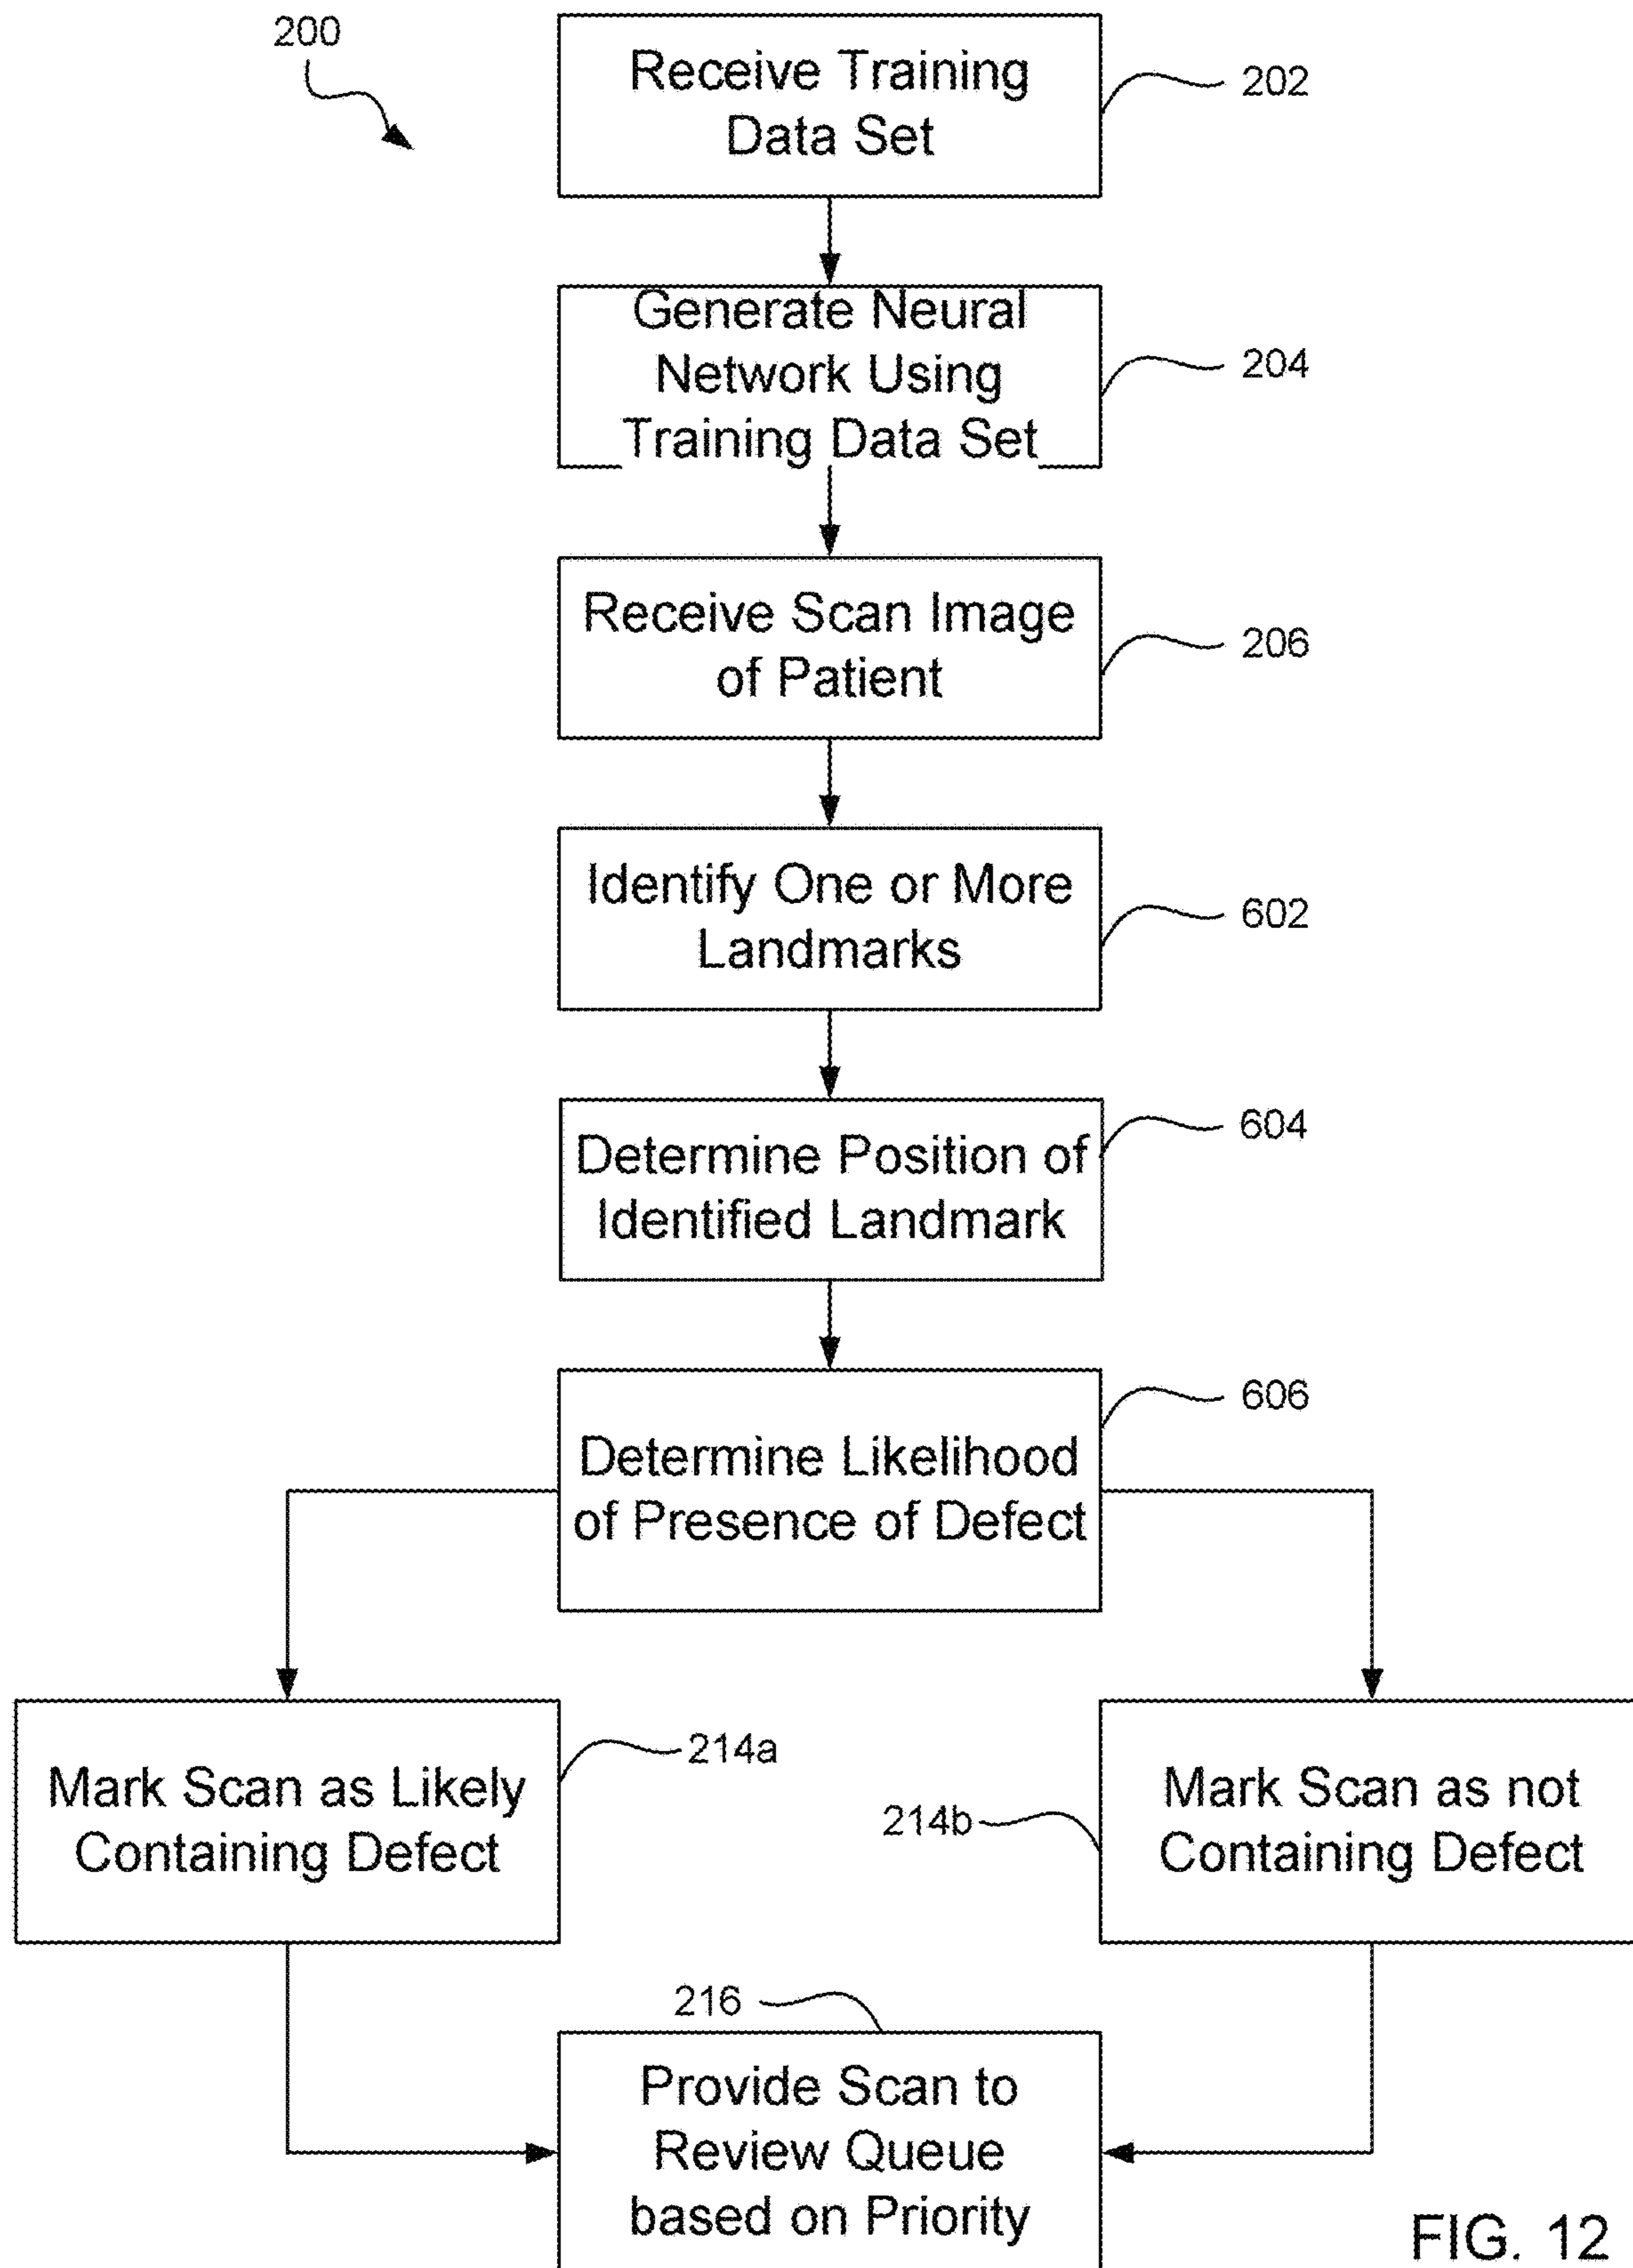 200
Receive Training
Data Set
202
Generate Neural
Network Using
Training Data Set
204
Receive Scan Image
of Patient
206
Identify One or More
Landmarks
602
Determine Position of
Identified Landmark
604
Determine Likelihood
of Presence of Defect
606
Mark Scan as Likely
Containing Defect
214a
Mark Scan as not
Containing Defect
214b
216
Provide Scan to
Review Queue
based on Priority
FIG. 12